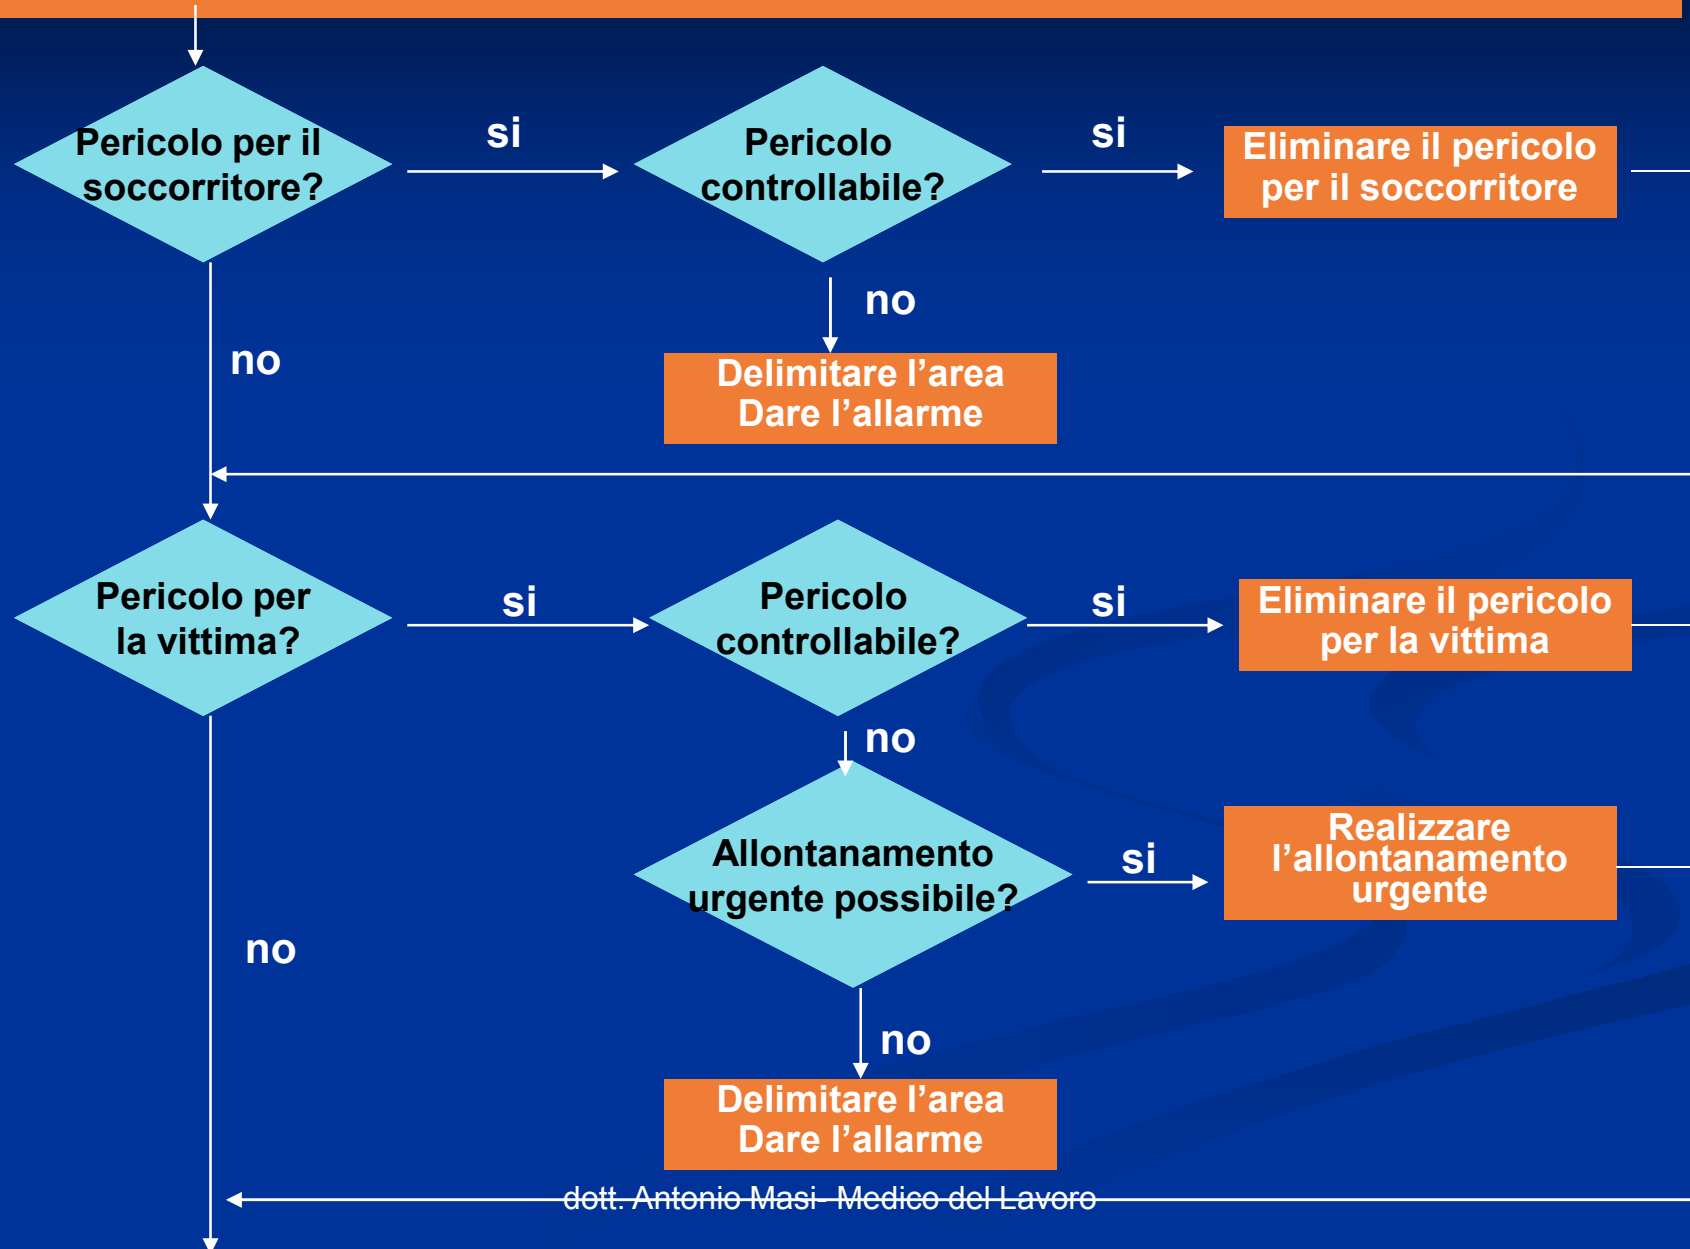 Pericolo per il
soccorritore?
si
Pericolo
controllabile?
si
Eliminare il pericolo
per il soccorritore
no
no
Delimitare l’area
Dare l’allarme
Pericolo per
la vittima?
si
Pericolo
controllabile?
si
Eliminare il pericolo
per la vittima
no
Allontanamento
urgente possibile?
si
Realizzare
l’allontanamento
urgente
no
no
Delimitare l’area
Dare l’allarme
dott. Antonio Masi- Medico del Lavoro